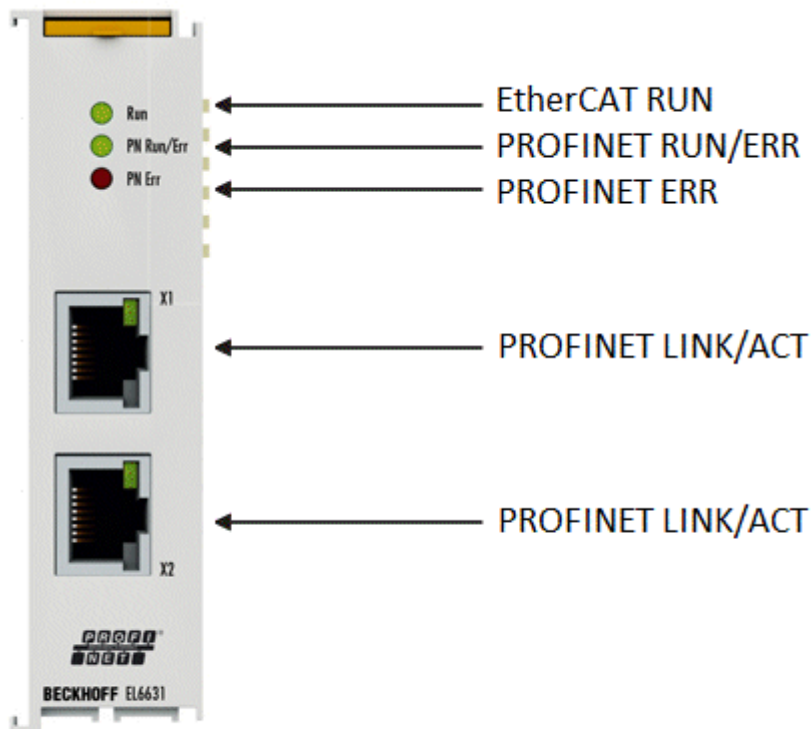 Run
EtherCAT RUN
PN Run/Err
PROFINET RUN/ERR
PN Err
PROFINET ERR
X1
PROFINET LINK/ACT
PROFINET LINK/ACT
X2
PROFI®
NET
BECKHOFF EL6631